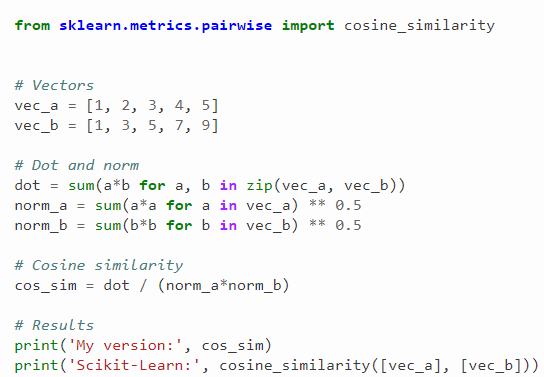 from sklearn.metrics.pairwise import cosine_similarity
# Vectors
vec_a = [1, 2, 3, 4, 5]
vec_b = [1, 3, 5, 7, 9]
# Dot and norm
dot = sum(a*b for a, b in zip(vec_a, vec_b))
norm_a = sum(a*a for a in vec_a) ** 0.5
norm_b = sum(b*b for b in vec_b) ** 0.5
# Cosine similarity
cos_sim = dot / (norm_a*norm_b)
# Results
print('My version:', cos_sim)
print('Scikit-Learn:', cosine_similarity([vec_a], [vec_b]))